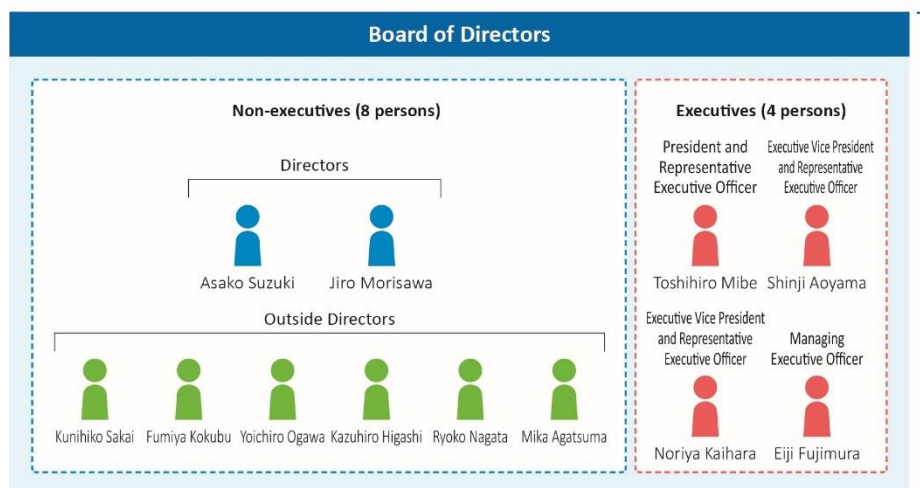 Board of Directors
Non-executives (8 persons)
Directors
Asako Suzuki
Jiro Morisawa
Outside Directors
Kunihiko Sakai
Fumiya Kokubu
Yoichiro Ogawa
Kazuhiro Higashi
Ryoko Nagata
Mika Agatsuma
Executives (4 persons)
President and
Representative
Executive Officer
Toshihiro Mibe
Executive Vice President
and Representative
Executive Officer
Shinji Aoyama
Executive Vice President
and Representative
Executive Officer
Noriya Kaihara
Managing
Executive Officer
Eiji Fujimura